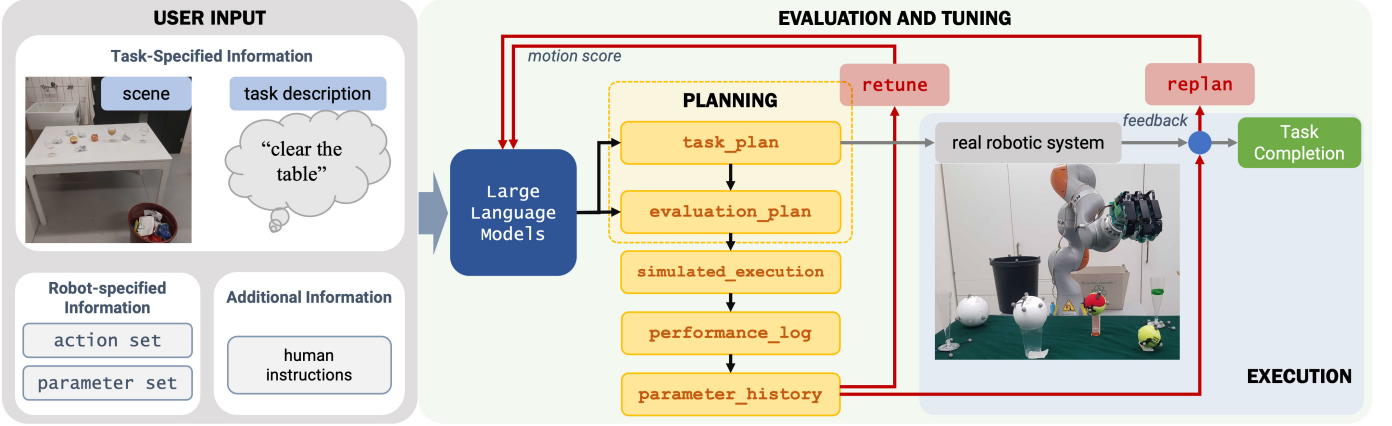 USER INPUT
Task-Specified Information
scene
task description
“clear the
table”
Robot-specified
Information
action set
parameter set
Additional Information
human
instructions
EVALUATION AND TUNING
motion score
Large
Language
Models
PLANNING
task_plan
evaluation_plan
simulated_execution
performance_log
parameter_history
retune
replan
real robotic system
feedback
Task
Completion
EXECUTION